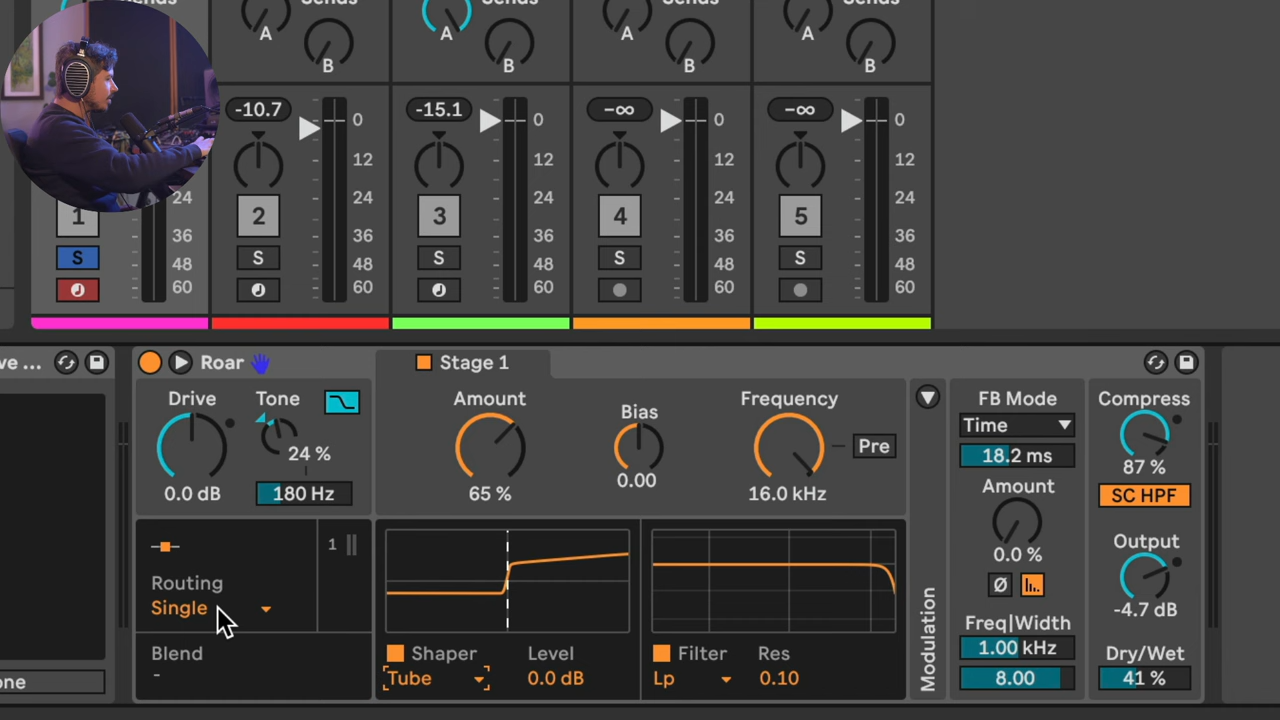 Sends Sends Sends Sends
A A A A
B B B B
-10.7 -15.1 -∞ -∞
0 0 0 0
12 12 12 12
24 24 24 24 24
1 2 3 4 5
36 36 36 36 36
S S S S S
48 48 48 48 48
60 60 60 60 60
ve ... Roar Stage 1
Drive Tone Amount Bias Frequency FB Mode Compress
Time
24 % Pre
18.2 ms 87 %
0.0 dB 180 Hz 65 % 0.00 16.0 kHz Amount SC HPF
1 Output
0.0 %
Routing Ø
Single -4.7 dB
Freq|Width
1.00 kHz
Blend Shaper Level Filter Res Modulation Dry/Wet
one - Tube 0.0 dB Lp 0.10 8.00 41 %